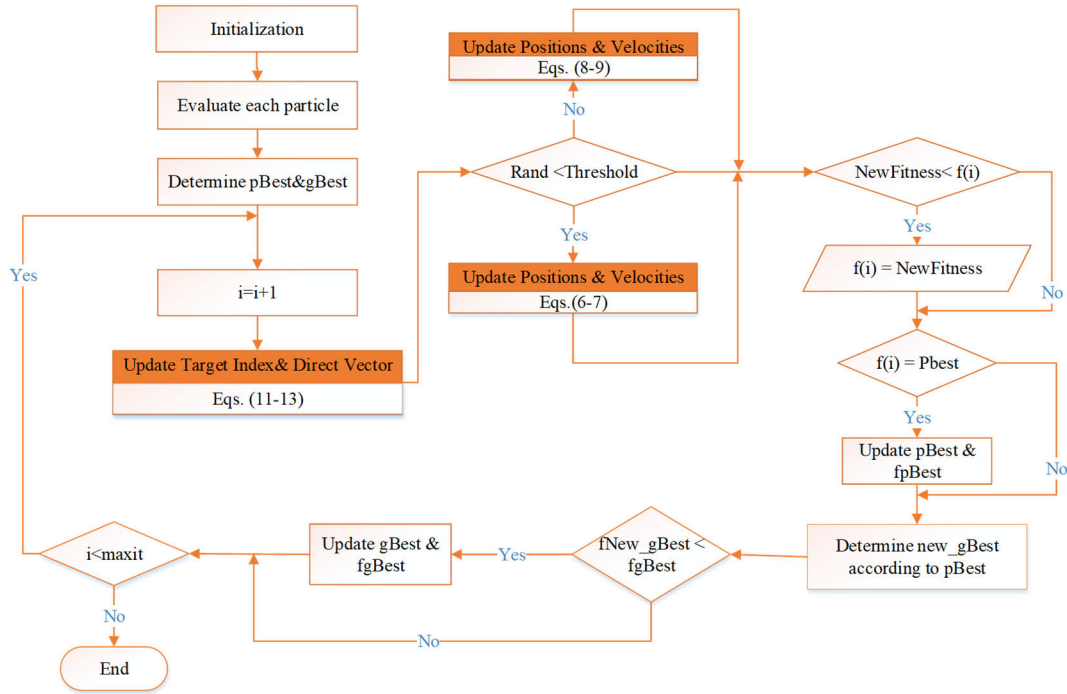 Initialization
Evaluate each particle
Determine pBest&gBest
i=i+1
Update Target Index& Direct Vector
Eqs. (11-13)
Update Positions & Velocities
Eqs. (8-9)
No
Rand <Threshold
Yes
Update Positions & Velocities
Eqs.(6-7)
NewFitness< f(i)
Yes
No
f(i) = NewFitness
f(i) = Pbest
Yes
No
Update pBest &
fpBest
Determine new_gBest
according to pBest
fNew_gBest <
fgBest
Yes
No
Update gBest &
fgBest
i<maxit
Yes
No
End